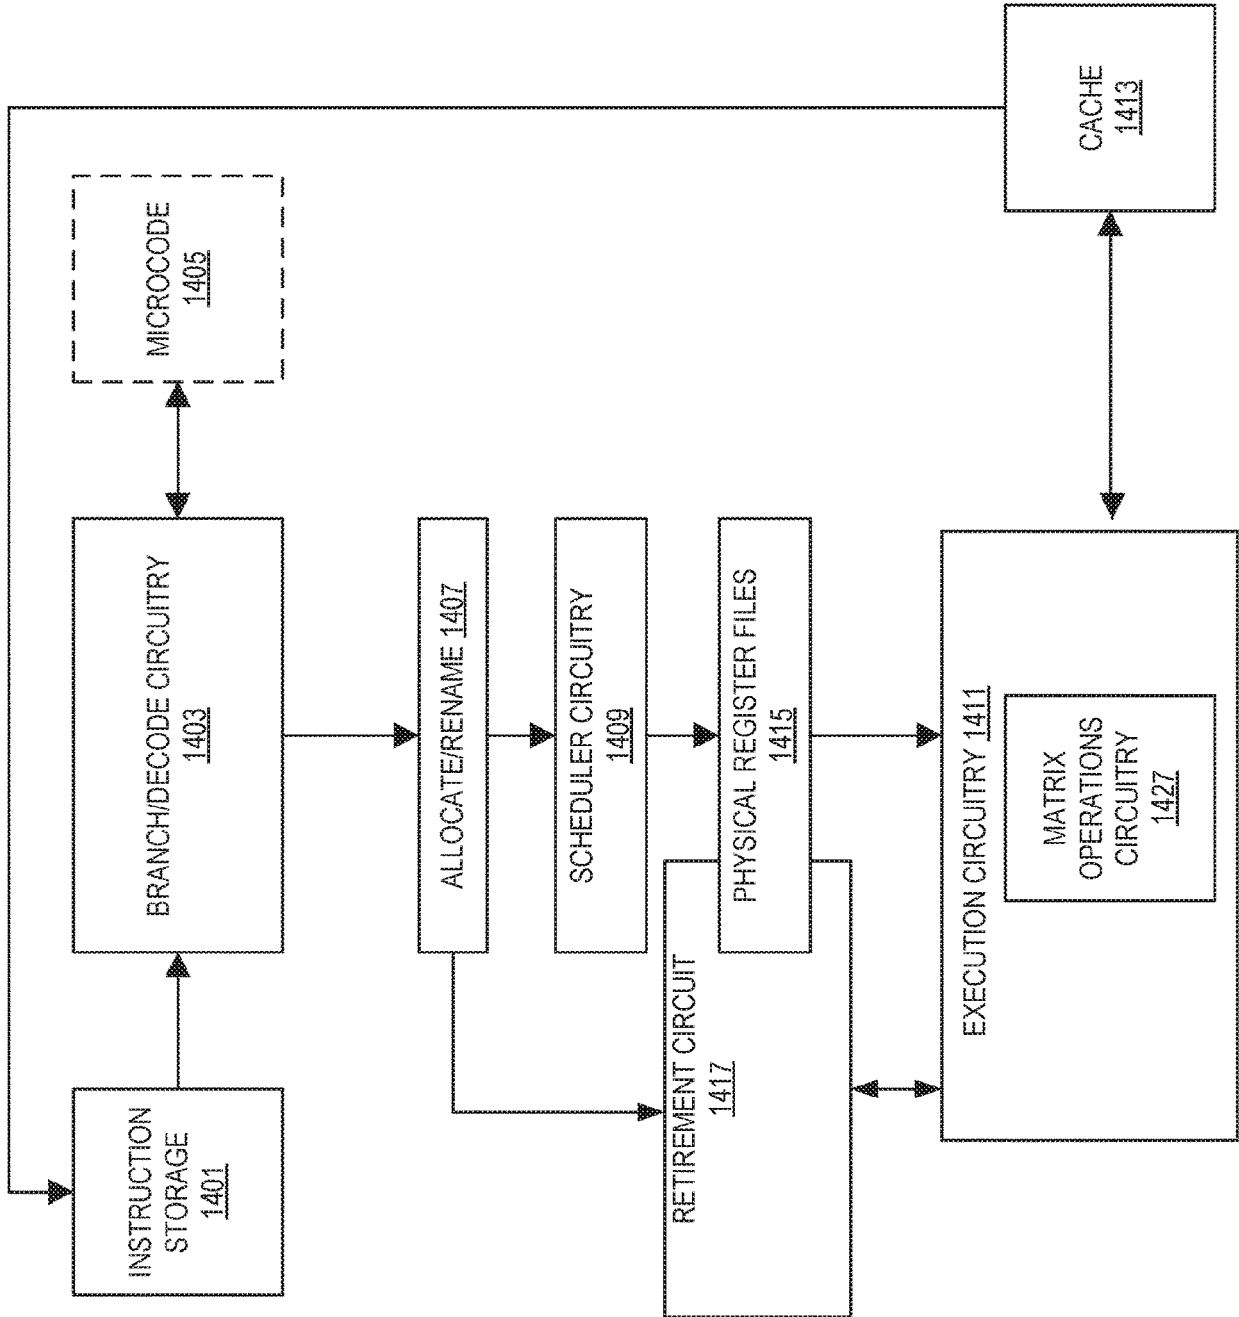 INSTRUCTION
STORAGE
1401
BRANCH/DECODE CIRCUITRY
1403
MICROCODE
1405
ALLOCATE/RENAME 1407
SCHEDULER CIRCUITRY
1409
RETIREMENT CIRCUIT
1417
PHYSICAL REGISTER FILES
1415
EXECUTION CIRCUITRY 1411
MATRIX
OPERATIONS
CIRCUITRY
1427
CACHE
1413